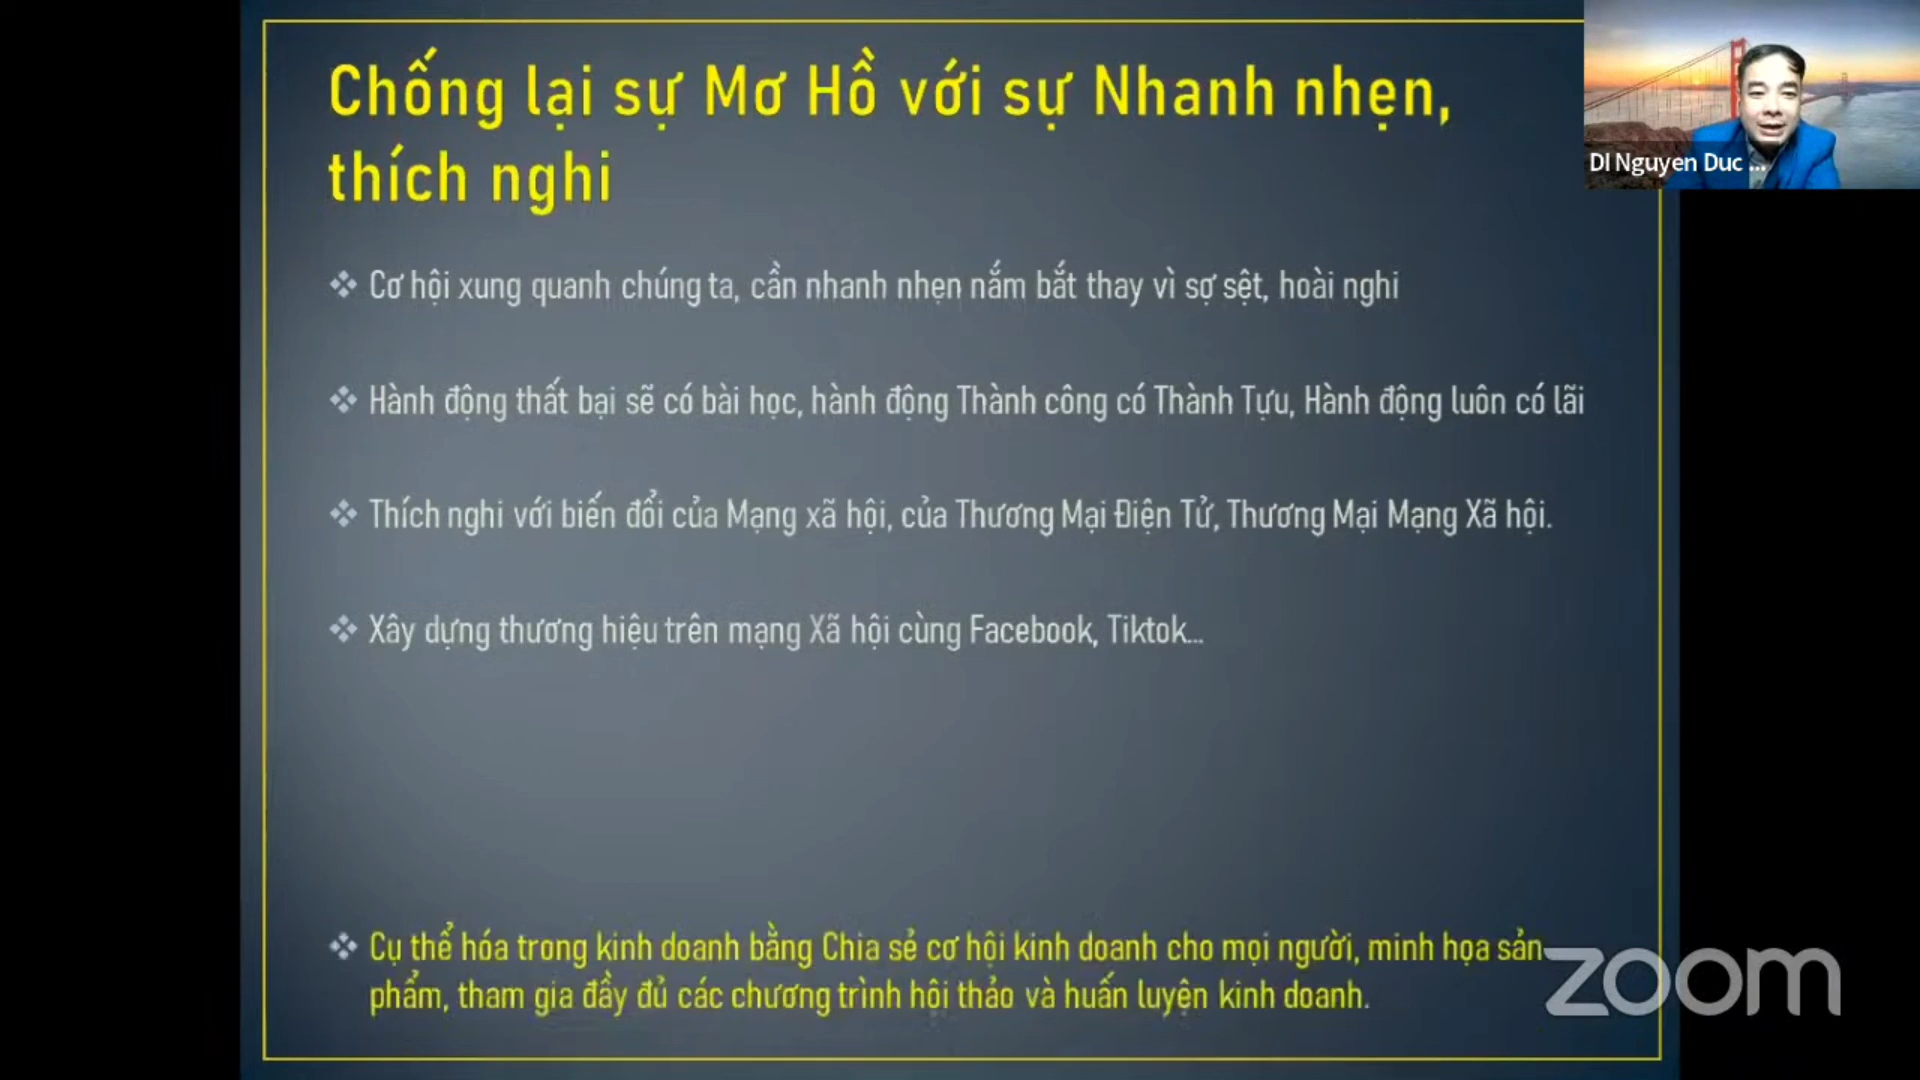 Chống lại sự Mơ Hồ với sự Nhanh nhẹn,
thích nghi
DI Nguyen Duc ...
Cơ hội xung quanh chúng ta, cần nhanh nhẹn nắm bắt thay vì sợ sệt, hoài nghi
Hành động thất bại sẽ có bài học, hành động Thành công có Thành Tựu, Hành động luôn có lãi
Thích nghi với biến đổi của Mạng xã hội, của Thương Mại Điện Tử, Thương Mại Mạng Xã hội.
Xây dựng thương hiệu trên mạng Xã hội cùng Facebook, Tiktok...
Cụ thể hóa trong kinh doanh bằng Chia sẻ cơ hội kinh doanh cho mọi người, minh họa sản
phẩm, tham gia đầy đủ các chương trình hội thảo và huấn luyện kinh doanh.
zoom